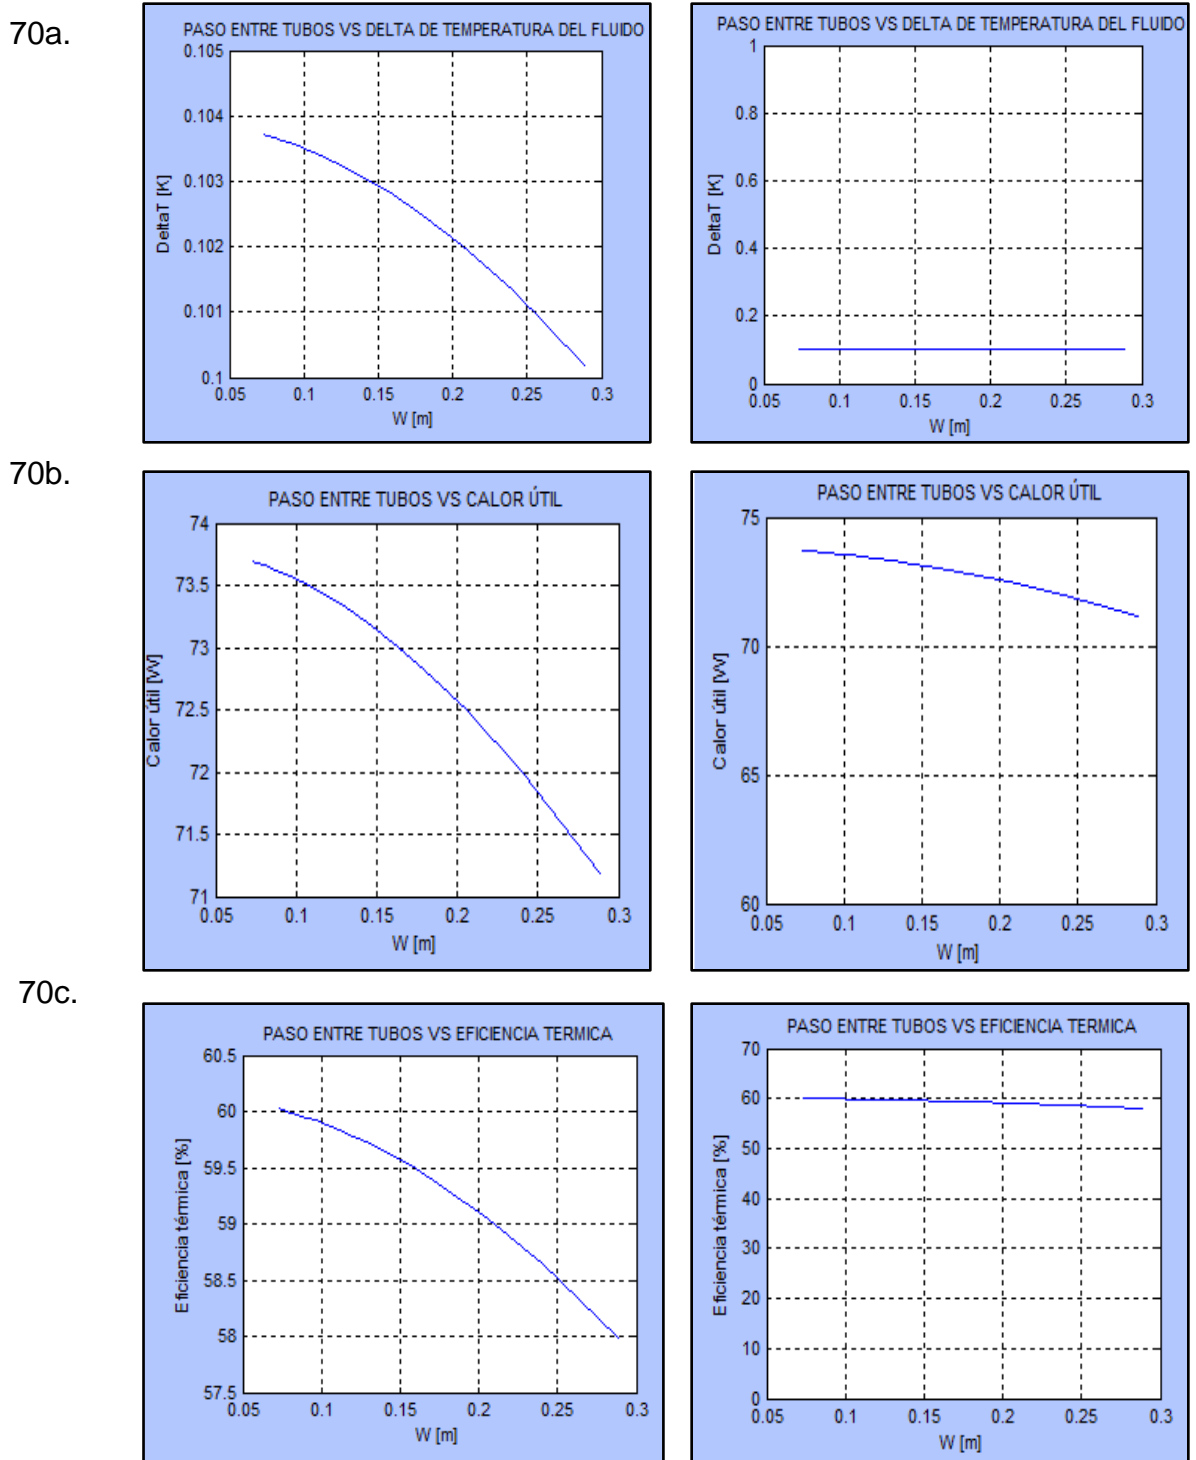 70a.
PASO ENTRE TUBOS VS DELTA DE TEMPERATURA DEL FLUIDO
0.105
0.104
0.103
0.102
0.101
0.1
0.05 0.1 0.15 0.2 0.25 0.3
DeltaT [K]
W [m]
PASO ENTRE TUBOS VS DELTA DE TEMPERATURA DEL FLUIDO
1
0.8
0.6
0.4
0.2
0
0.05 0.1 0.15 0.2 0.25 0.3
DeltaT [K]
W [m]
70b.
PASO ENTRE TUBOS VS CALOR ÚTIL
74
73.5
73
72.5
72
71.5
71
0.05 0.1 0.15 0.2 0.25 0.3
Calor útil [W]
W [m]
PASO ENTRE TUBOS VS CALOR ÚTIL
75
70
65
60
0.05 0.1 0.15 0.2 0.25 0.3
Calor útil [W]
W [m]
70c.
PASO ENTRE TUBOS VS EFICIENCIA TERMICA
60.5
60
59.5
59
58.5
58
57.5
0.05 0.1 0.15 0.2 0.25 0.3
Eficiencia térmica [%]
W [m]
PASO ENTRE TUBOS VS EFICIENCIA TERMICA
70
60
50
40
30
20
10
0
0.05 0.1 0.15 0.2 0.25 0.3
Eficiencia térmica [%]
W [m]